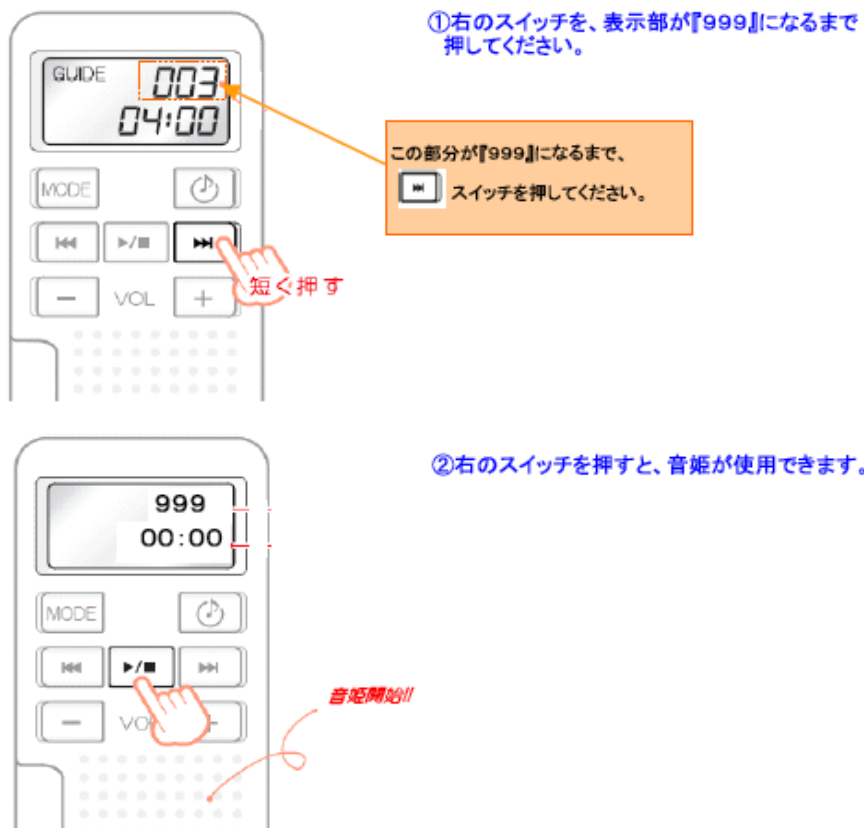 ①右のスイッチを、表示部が『999』になるまで
押してください。
GUIDE 003
04:00
この部分が『999』になるまで、
スイッチを押してください。
MODE
短く押す
VOL
②右のスイッチを押すと、音姫が使用できます。
999
00:00
MODE
音姫開始!!
VO